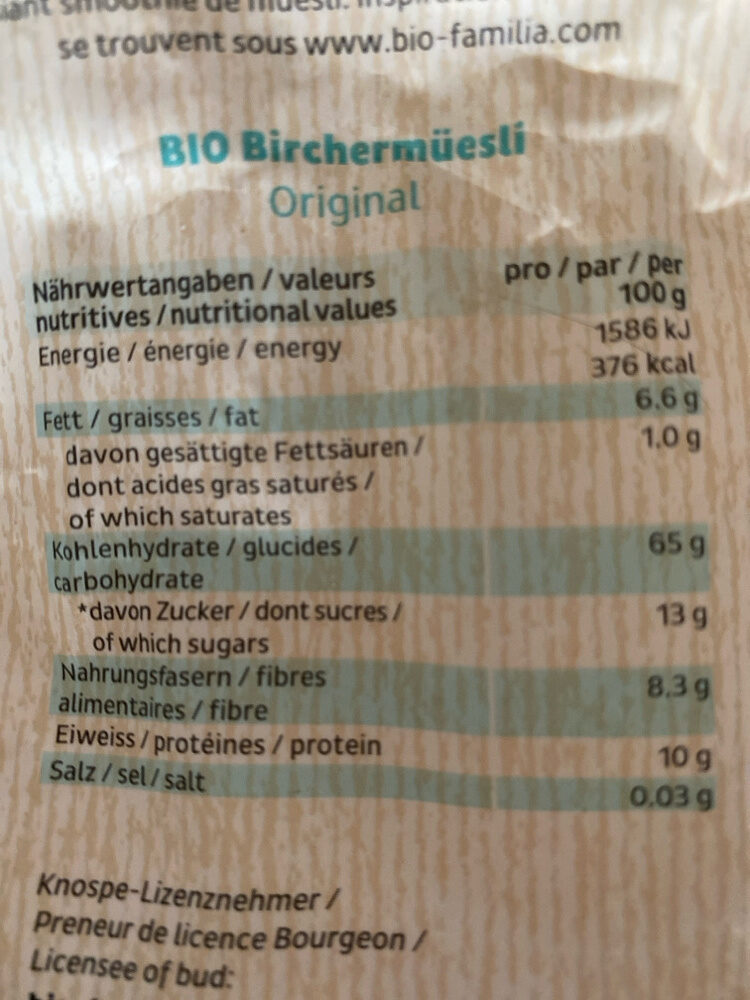 smoothie de muesli.
se trouvent sous www.bio-familia.com
BIO Birchermüesli
Original
Nährwertangaben / valeurs
nutritives / nutritional values
pro / par / per
100 g
Energie / énergie / energy
1586 kJ
376 kcal
Fett / graisses / fat
6.6 g
davon gesättigte Fettsäuren /
1.0 g
dont acides gras saturés /
of which saturates
Kohlenhydrate / glucides /
65 g
carbohydrate
*davon Zucker / dont sucres /
13 g
of which sugars
Nahrungsfasern / fibres
8.3 g
alimentaires / fibre
Eiweiss / protéines / protein
10 g
Salz / sel / salt
0.03 g
Knospe-Lizenznehmer /
Preneur de licence Bourgeon /
Licensee of bud: